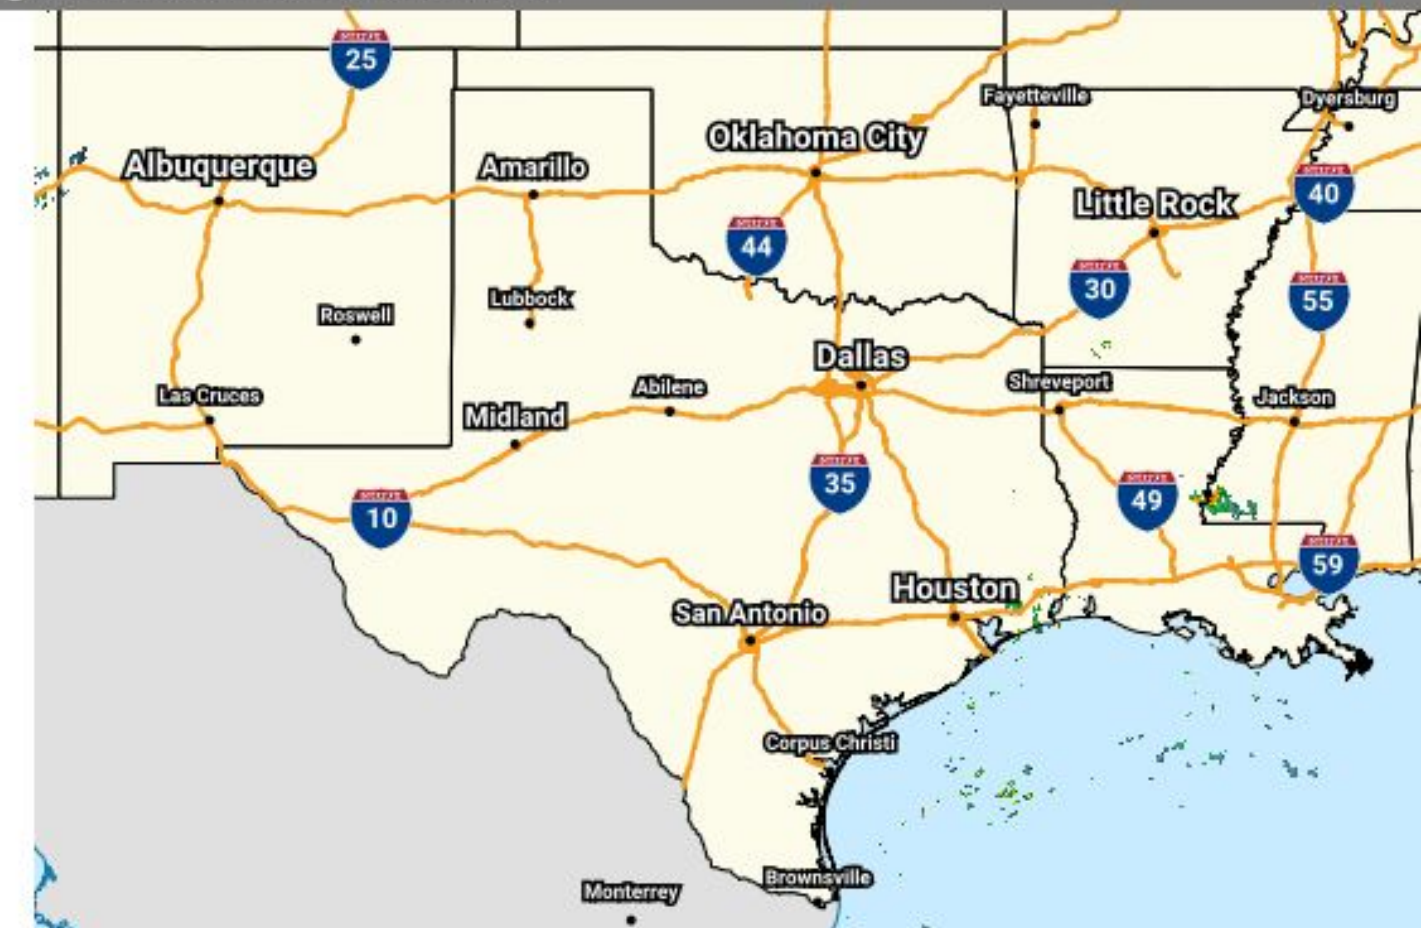 25
Fayetteville
Dyersburg
Oklahoma City
Albuquerque
Amarillo
40
Little Rock
44
30
55
Lubbock
Roswell
Dallas
Abilene
Shreveport
Las Cruces
Jackson
Midland
35
49
10
59
Houston
San Antonio
Corpus Christi
Brownsville
Monterrey